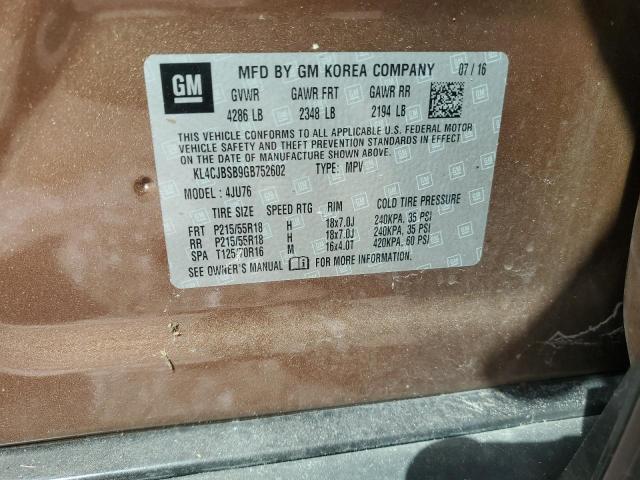 GM MFD BY GM KOREA COMPANY 07/16
GVWR GAWR FRT GAWR RR
4286 LB 2348 LB 2194 LB
THIS VEHICLE CONFORMS TO ALL APPLICABLE U.S. FEDERAL MOTOR
VEHICLE SAFETY AND THEFT PREVENTION STANDARDS IN EFFECT
ON THE DATE OF MANUFACTURE SHOWN ABOVE.
KL4CJBSB9GB752602 TYPE: MPV
MODEL: 4JU76
TIRE SIZE SPEED RTG RIM COLD TIRE PRESSURE
FRT P215/55R18 H 18x7.0J 240KPA, 35 PSI
RR P215/55R18 H 18x7.0J 240KPA, 35 PSI
SPA T125/70R16 M 16x4.0T 420KPA, 60 PSI
SEE OWNER'S MANUAL FOR MORE INFORMATION.